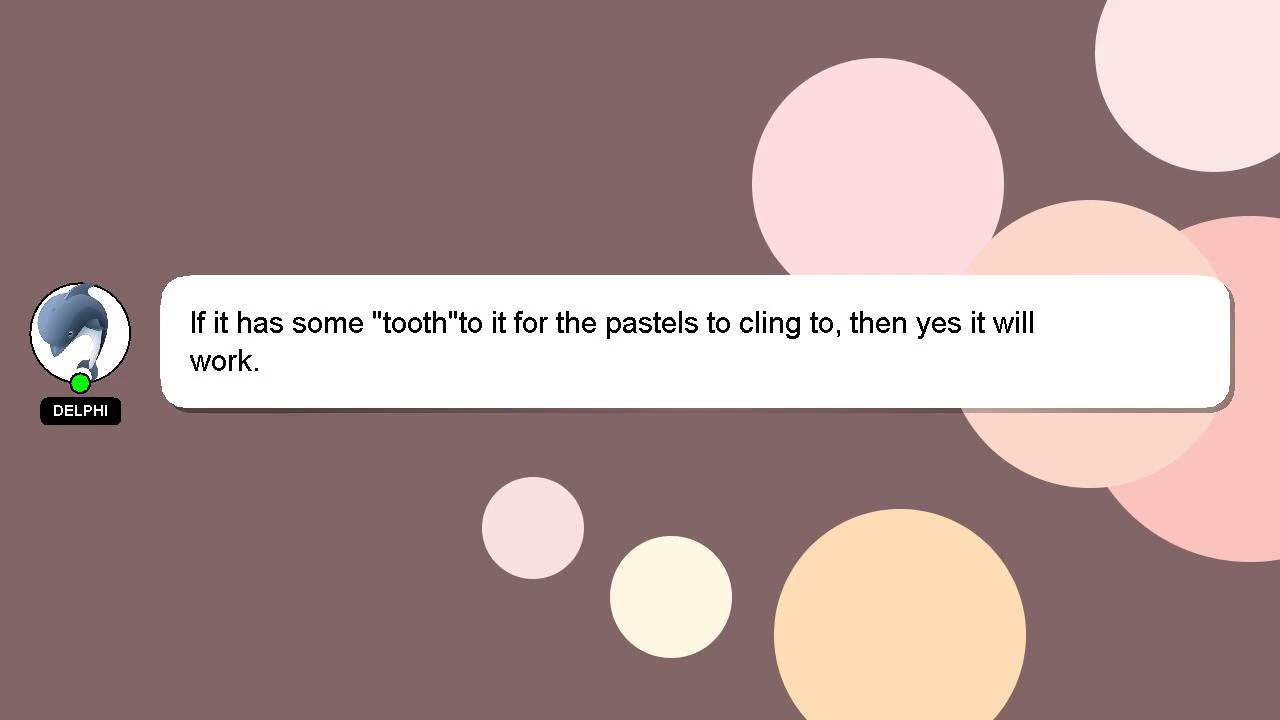 If it has some "tooth"to it for the pastels to cling to, then yes it will
work.
DELPHI